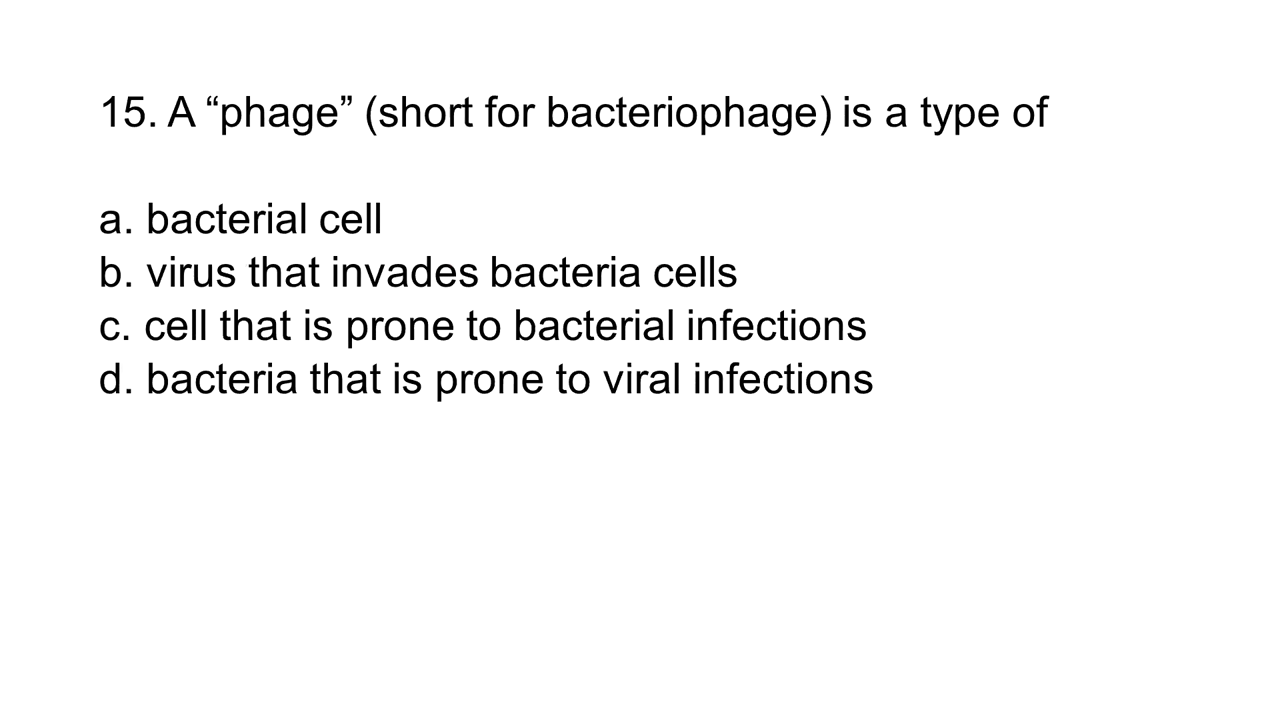 15. A “phage” (short for bacteriophage) is a type of
a. bacterial cell
b. virus that invades bacteria cells
c. cell that is prone to bacterial infections
d. bacteria that is prone to viral infections